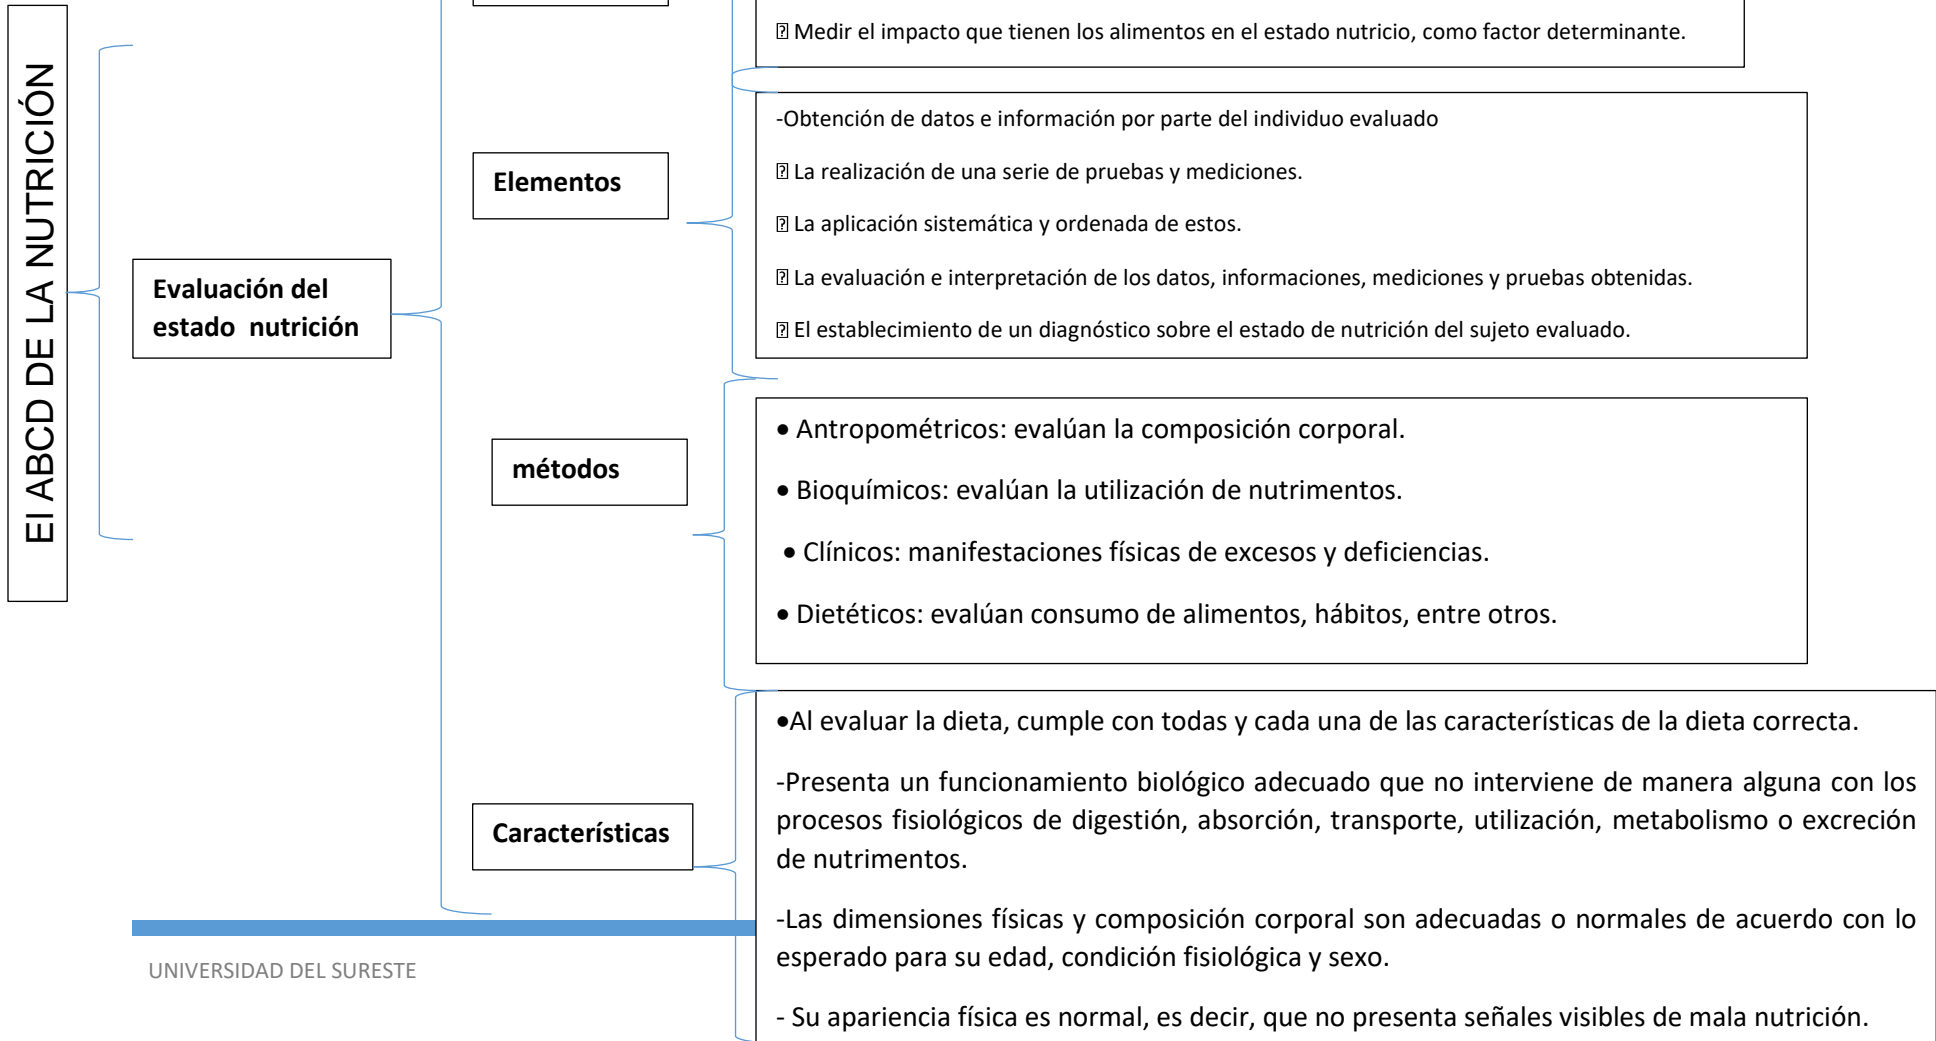 El ABCD DE LA NUTRICIÓN
Evaluación del
estado  nutrición
Medir el impacto que tienen los alimentos en el estado nutricio, como factor determinante.
Elementos
-Obtención de datos e información por parte del individuo evaluado
La realización de una serie de pruebas y mediciones.
La aplicación sistemática y ordenada de estos.
La evaluación e interpretación de los datos, informaciones, mediciones y pruebas obtenidas.
El establecimiento de un diagnóstico sobre el estado de nutrición del sujeto evaluado.
métodos
• Antropométricos: evalúan la composición corporal.
• Bioquímicos: evalúan la utilización de nutrimentos.
• Clínicos: manifestaciones físicas de excesos y deficiencias.
• Dietéticos: evalúan consumo de alimentos, hábitos, entre otros.
Características
•Al evaluar la dieta, cumple con todas y cada una de las características de la dieta correcta.
-Presenta un funcionamiento biológico adecuado que no interviene de manera alguna con los
procesos fisiológicos de digestión, absorción, transporte, utilización, metabolismo o excreción
de nutrimentos.
-Las dimensiones físicas y composición corporal son adecuadas o normales de acuerdo con lo
esperado para su edad, condición fisiológica y sexo.
- Su apariencia física es normal, es decir, que no presenta señales visibles de mala nutrición.
UNIVERSIDAD DEL SURESTE